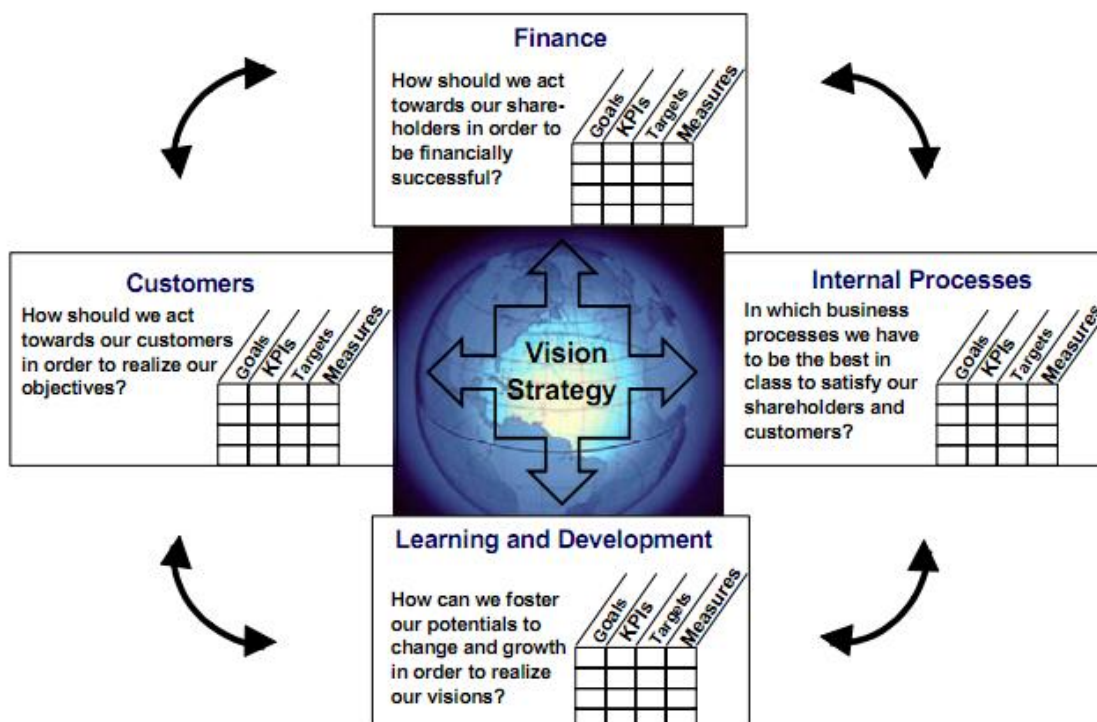 Finance
How should we act
towards our share-
holders in order to
be financially
successful?
Goals
KPIs
Targets
Measures
Customers
How should we act
towards our customers
in order to realize our
objectives?
Goals
KPIs
Targets
Measures
Vision
Strategy
Internal Processes
In which business
processes we have
to be the best in
class to satisfy our
shareholders and
customers?
Goals
KPIs
Targets
Measures
Learning and Development
How can we foster
our potentials to
change and growth
in order to realize
our visions?
Goals
KPIs
Targets
Measures